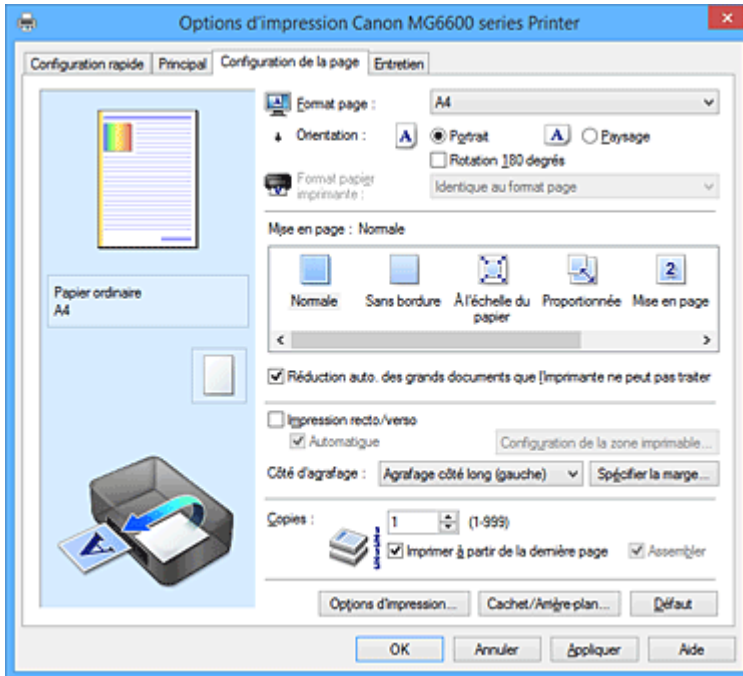 Options d'impression Canon MG6600 series Printer
Configuration rapide Principal Configuration de la page Entretien
Format page : A4
Orientation : A Portrait A Paysage
Rotation 180 degrés
Format papier imprimante : Identique au format page
Mise en page : Normale
2
Normale Sans bordure À l'échelle du papier Proportionnée Mise en page
Papier ordinaire
A4
Réduction auto. des grands documents que l'imprimante ne peut pas traiter
Impression recto/verso
Automatique Configuration de la zone imprimable...
Côté d'agrafage : Agrafage côté long (gauche) Spécifier la marge...
Copies : 1 (1-999)
Imprimer à partir de la dernière page Assembler
A
Options d'impression... Cachet/Arrière-plan... Défaut
OK Annuler Appliquer Aide